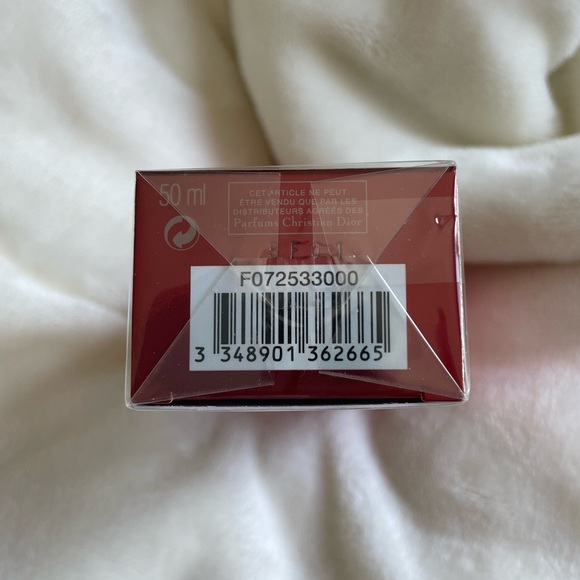 50 ml
CET ARTICLE NE PEUT
ÊTRE VENDU QUE PAR LES
DISTRIBUTEURS AGRÉÉS DES
Parfums Christian Dior
F072533000
3 348901 362665